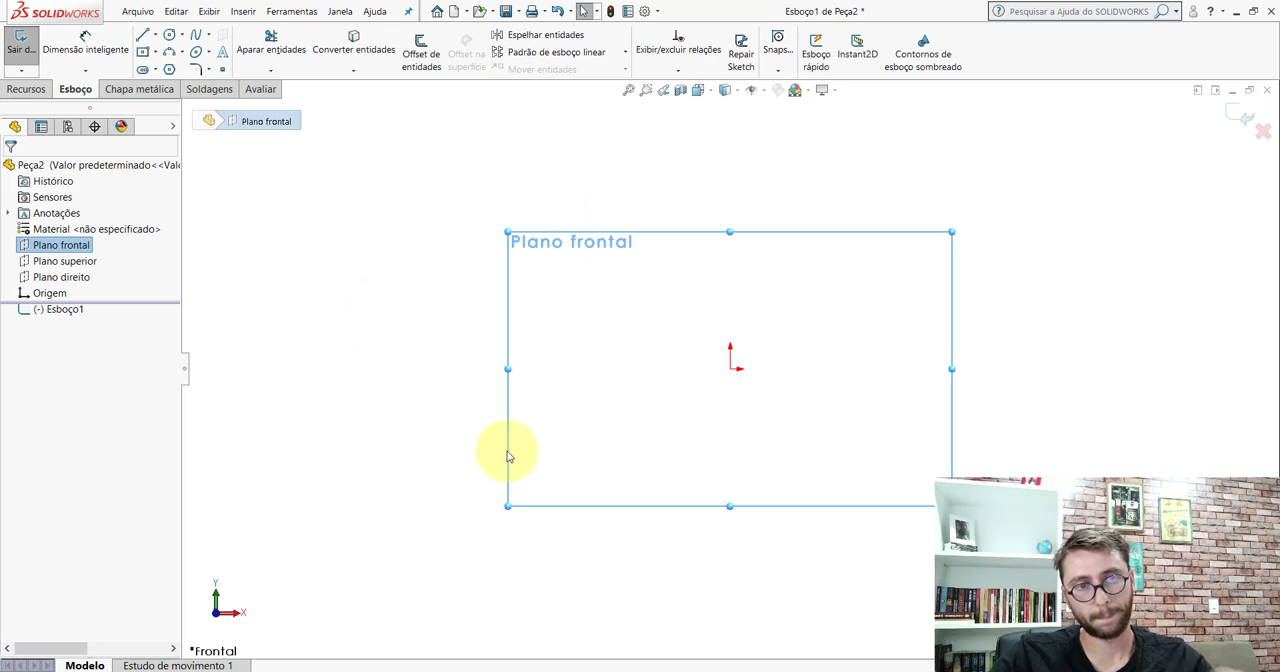 SOLIDWORKS
Arquivo Editar Exibir Inserir Ferramentas Janela Ajuda
Esboço1 de Peça2 *
Pesquisar a Ajuda do SOLIDWORKS
Sair d...
Dimensão inteligente
Aparar entidades
Converter entidades
Offset de entidades
Offset na superfície
Espelhar entidades
Padrão de esboço linear
Mover entidades
Exibir/excluir relações
Repair Sketch
Snaps...
Esboço rápido
Instant2D
Contornos de esboço sombreado
Recursos Esboço Chapa metálica Soldagens Avaliar
Plano frontal
Peça2 (Valor predeterminado<<Valo
Histórico
Sensores
Anotações
Material <não especificado>
Plano frontal
Plano superior
Plano direito
Origem
(-) Esboço1
Plano frontal
Y
X
*Frontal
Modelo Estudo de movimento 1